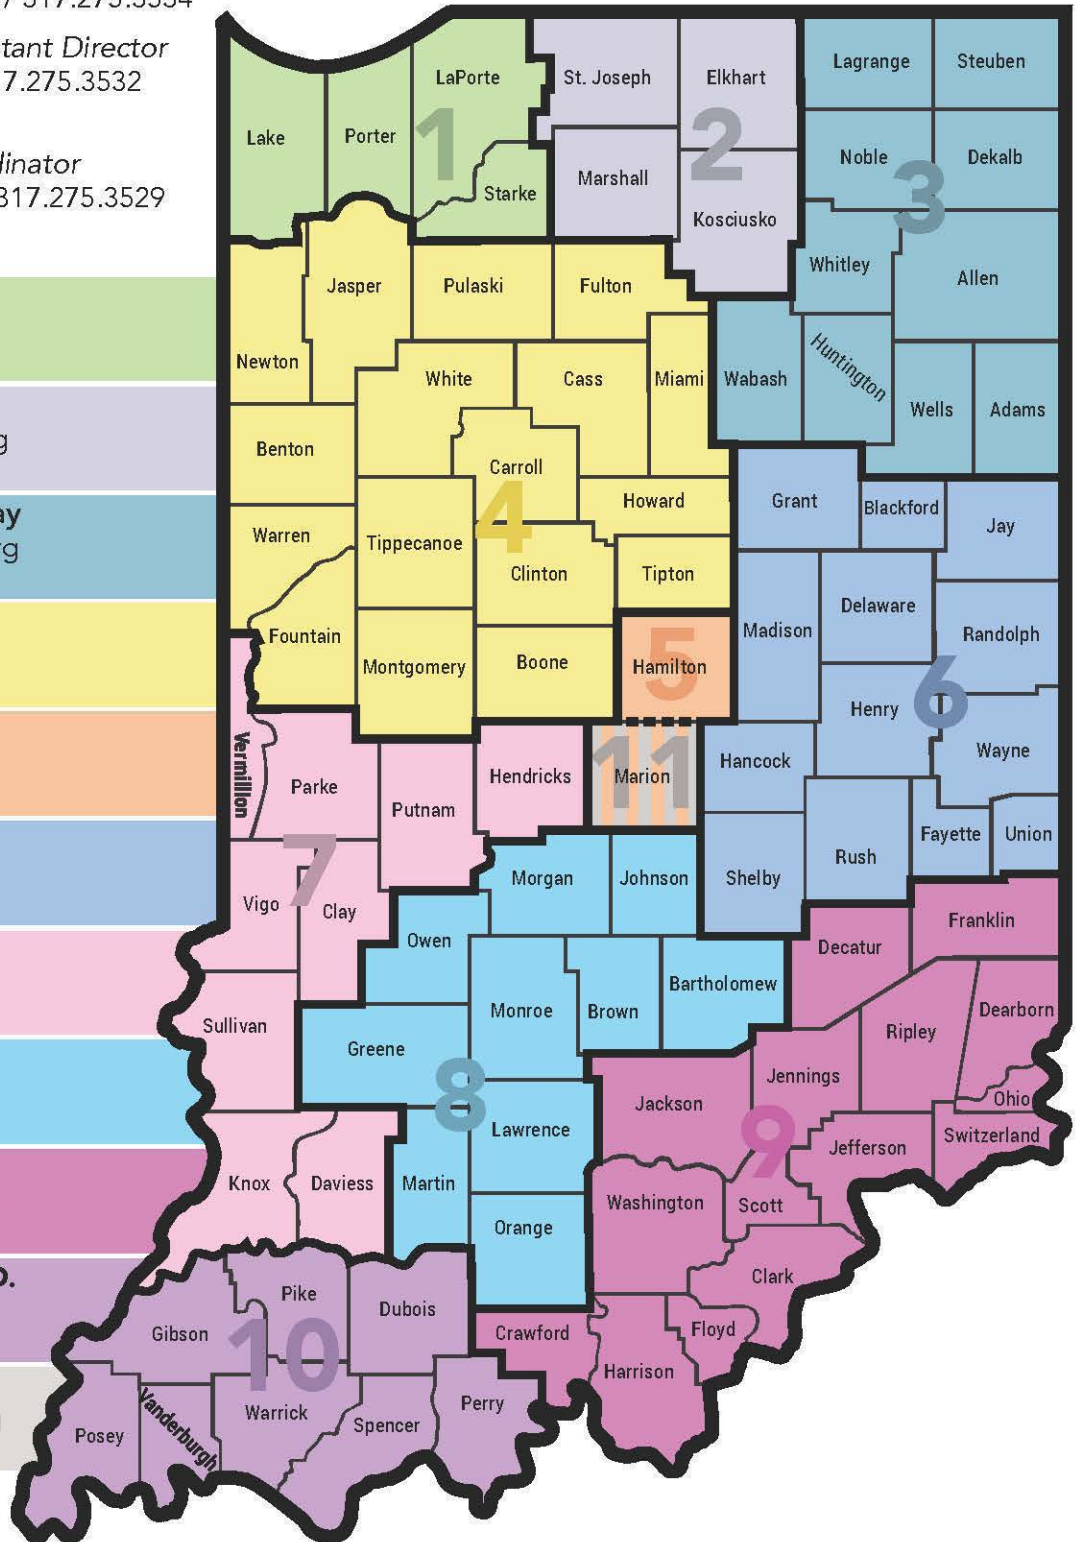 317.275.3534
tant Director
7.275.3532
dinator
317.275.3529
g
ay
rg
D.
Lake
Porter
LaPorte
1
Starke
St. Joseph
Elkhart
2
Marshall
Kosciusko
Lagrange
Steuben
Noble
Dekalb
3
Whitley
Allen
Wabash
Huntington
Wells
Adams
Jasper
Pulaski
Fulton
Newton
White
Cass
Miami
Benton
Carroll
4
Howard
Warren
Tippecanoe
Clinton
Tipton
Fountain
Montgomery
Boone
5
Hamilton
Grant
Blackford
Jay
Madison
Delaware
Randolph
6
Henry
Wayne
Hancock
Shelby
Rush
Fayette
Union
11
Marion
Vermillion
Parke
Putnam
Hendricks
7
Vigo
Clay
Sullivan
Knox
Daviess
Morgan
Johnson
Owen
Monroe
Brown
Bartholomew
Greene
8
Lawrence
Martin
Orange
Decatur
Franklin
Dearborn
Ripley
Jennings
Ohio
Jackson
9
Jefferson
Switzerland
Washington
Scott
Clark
Crawford
Floyd
Harrison
Gibson
Pike
Dubois
10
Posey
Vanderburgh
Warrick
Spencer
Perry